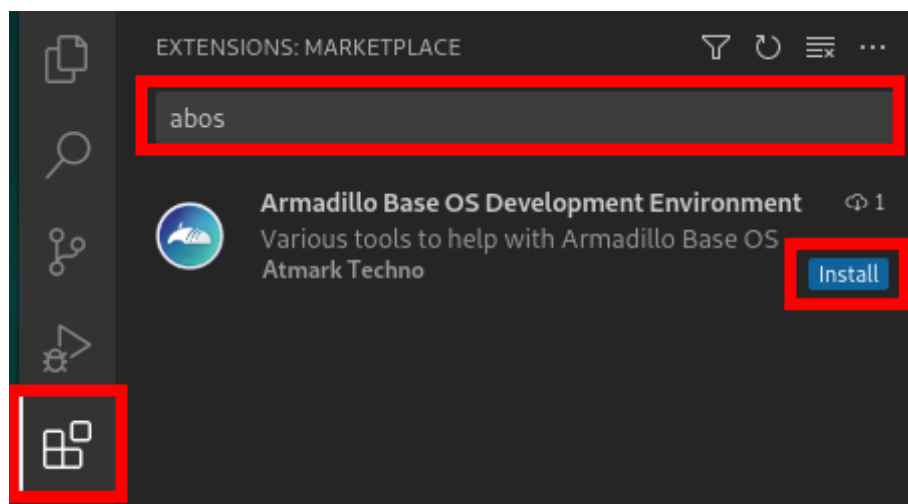 EXTENSIONS: MARKETPLACE
abos
Armadillo Base OS Development Environment 1
Various tools to help with Armadillo Base OS
Atmark Techno
Install